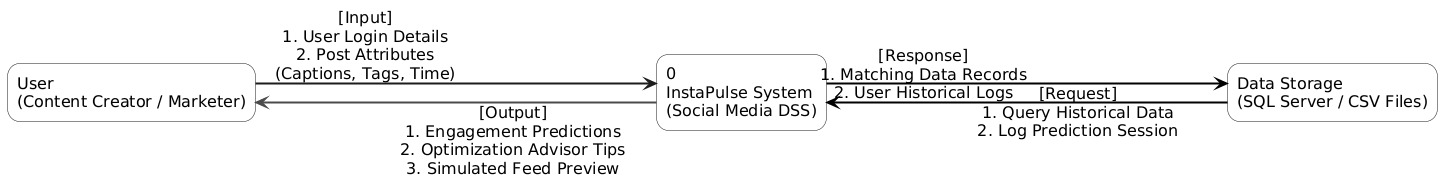 [Input]
1. User Login Details
2. Post Attributes
(Captions, Tags, Time)
User
(Content Creator / Marketer)
[Output]
1. Engagement Predictions
2. Optimization Advisor Tips
3. Simulated Feed Preview
0
InstaPulse System
(Social Media DSS)
[Response]
1. Matching Data Records
2. User Historical Logs
[Request]
1. Query Historical Data
2. Log Prediction Session
Data Storage
(SQL Server / CSV Files)